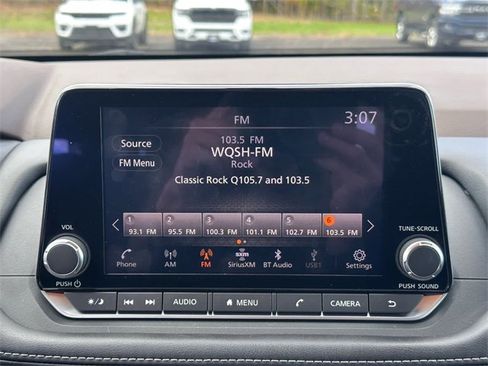 FM
3:07
Source
FM Menu
103.5 FM
WQSH-FM
Rock
Classic Rock Q105.7 and 103.5
1 2 3 4 5 6
93.1 FM 95.5 FM 100.3 FM 101.1 FM 102.7 FM 103.5 FM
VOL
TUNE·SCROLL
sxm
Phone AM FM SiriusXM BT Audio USB1 Settings
PUSH
PUSH SOUND
AUDIO MENU CAMERA